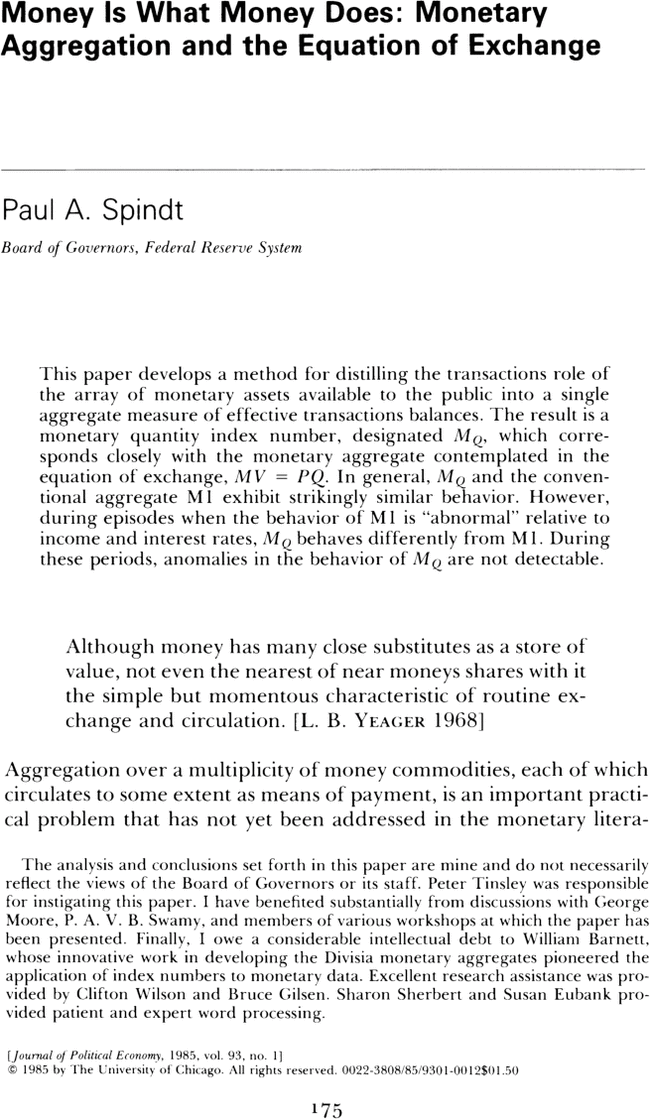 Money Is What Money Does: Monetary
Aggregation and the Equation of Exchange
Paul A. Spindt
Board of Governors, Federal Reserve System
This paper develops a method for distilling the transactions role of
the array of monetary assets available to the public into a single
aggregate measure of effective transactions balances. The result is a
monetary quantity index number, designated M_Q, which corre-
sponds closely with the monetary aggregate contemplated in the
equation of exchange, MV = PQ. In general, M_Q and the conven-
tional aggregate M1 exhibit strikingly similar behavior. However,
during episodes when the behavior of M1 is “abnormal” relative to
income and interest rates, M_Q behaves differently from M1. During
these periods, anomalies in the behavior of M_Q are not detectable.
Although money has many close substitutes as a store of
value, not even the nearest of near moneys shares with it
the simple but momentous characteristic of routine ex-
change and circulation. [L. B. YEAGER 1968]
Aggregation over a multiplicity of money commodities, each of which
circulates to some extent as means of payment, is an important practi-
cal problem that has not yet been addressed in the monetary litera-
The analysis and conclusions set forth in this paper are mine and do not necessarily
reflect the views of the Board of Governors or its staff. Peter Tinsley was responsible
for instigating this paper. I have benefited substantially from discussions with George
Moore, P. A. V. B. Swamy, and members of various workshops at which the paper has
been presented. Finally, I owe a considerable intellectual debt to William Barnett,
whose innovative work in developing the Divisia monetary aggregates pioneered the
application of index numbers to monetary data. Excellent research assistance was pro-
vided by Clifton Wilson and Bruce Gilsen. Sharon Sherbert and Susan Eubank pro-
vided patient and expert word processing.
[Journal of Political Economy, 1985, vol. 93, no. 1]
© 1985 by The University of Chicago. All rights reserved. 0022-3808/85/9301-0012$01.50
175